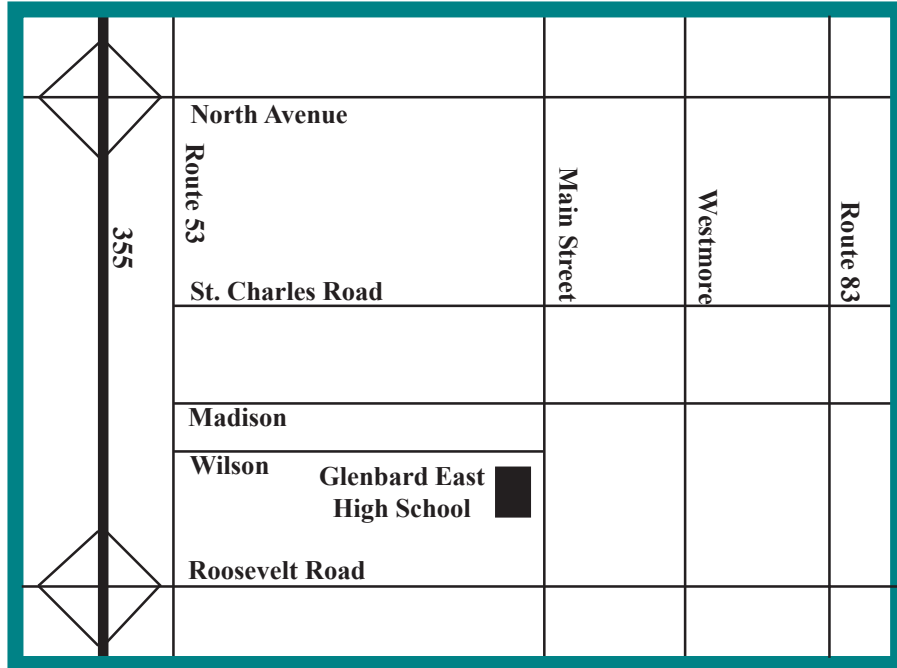 North Avenue
Route 53
Main Street
Westmore
Route 83
355
St. Charles Road
Madison
Wilson
Glenbard East
High School
Roosevelt Road